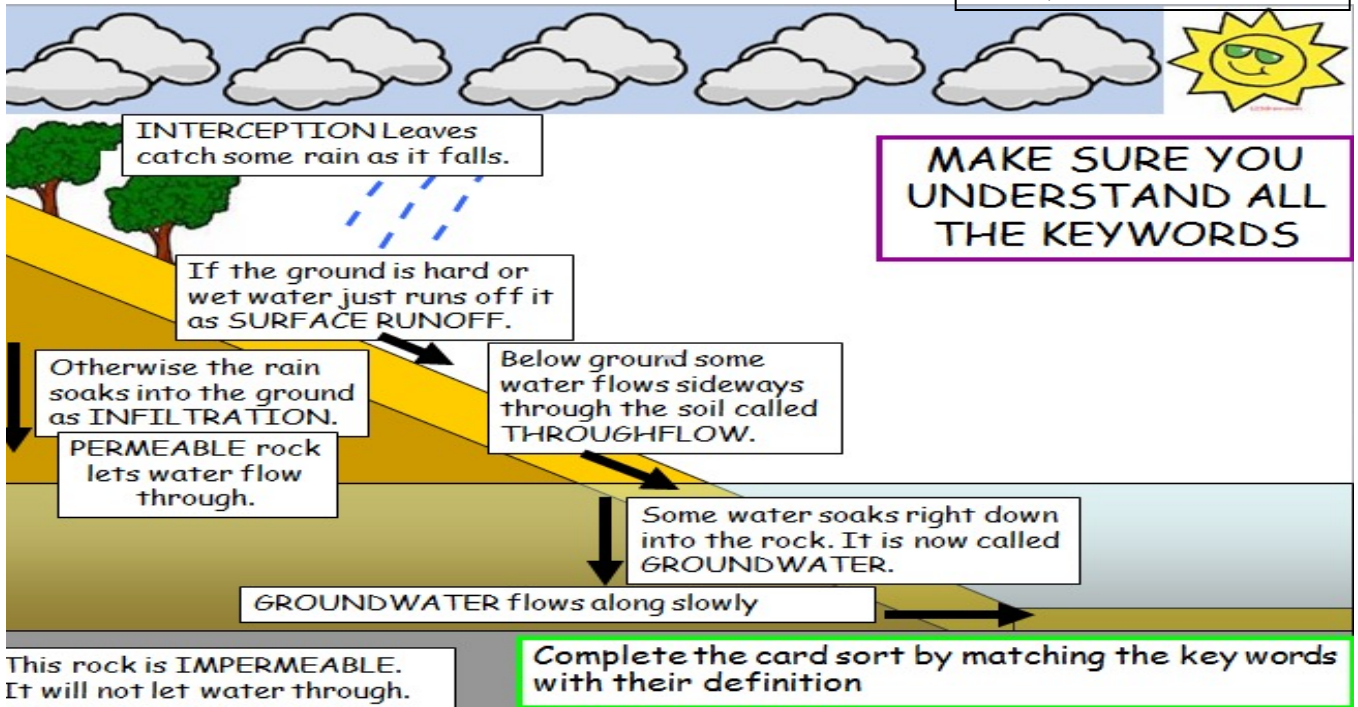 INTERCEPTION Leaves
catch some rain as it falls.
MAKE SURE YOU
UNDERSTAND ALL
THE KEYWORDS
If the ground is hard or
wet water just runs off it
as SURFACE RUNOFF.
Otherwise the rain
soaks into the ground
as INFILTRATION.
Below ground some
water flows sideways
through the soil called
THROUGHFLOW.
PERMEABLE rock
lets water flow
through.
Some water soaks right down
into the rock. It is now called
GROUNDWATER.
GROUNDWATER flows along slowly
This rock is IMPERMEABLE.
It will not let water through.
Complete the card sort by matching the key words
with their definition